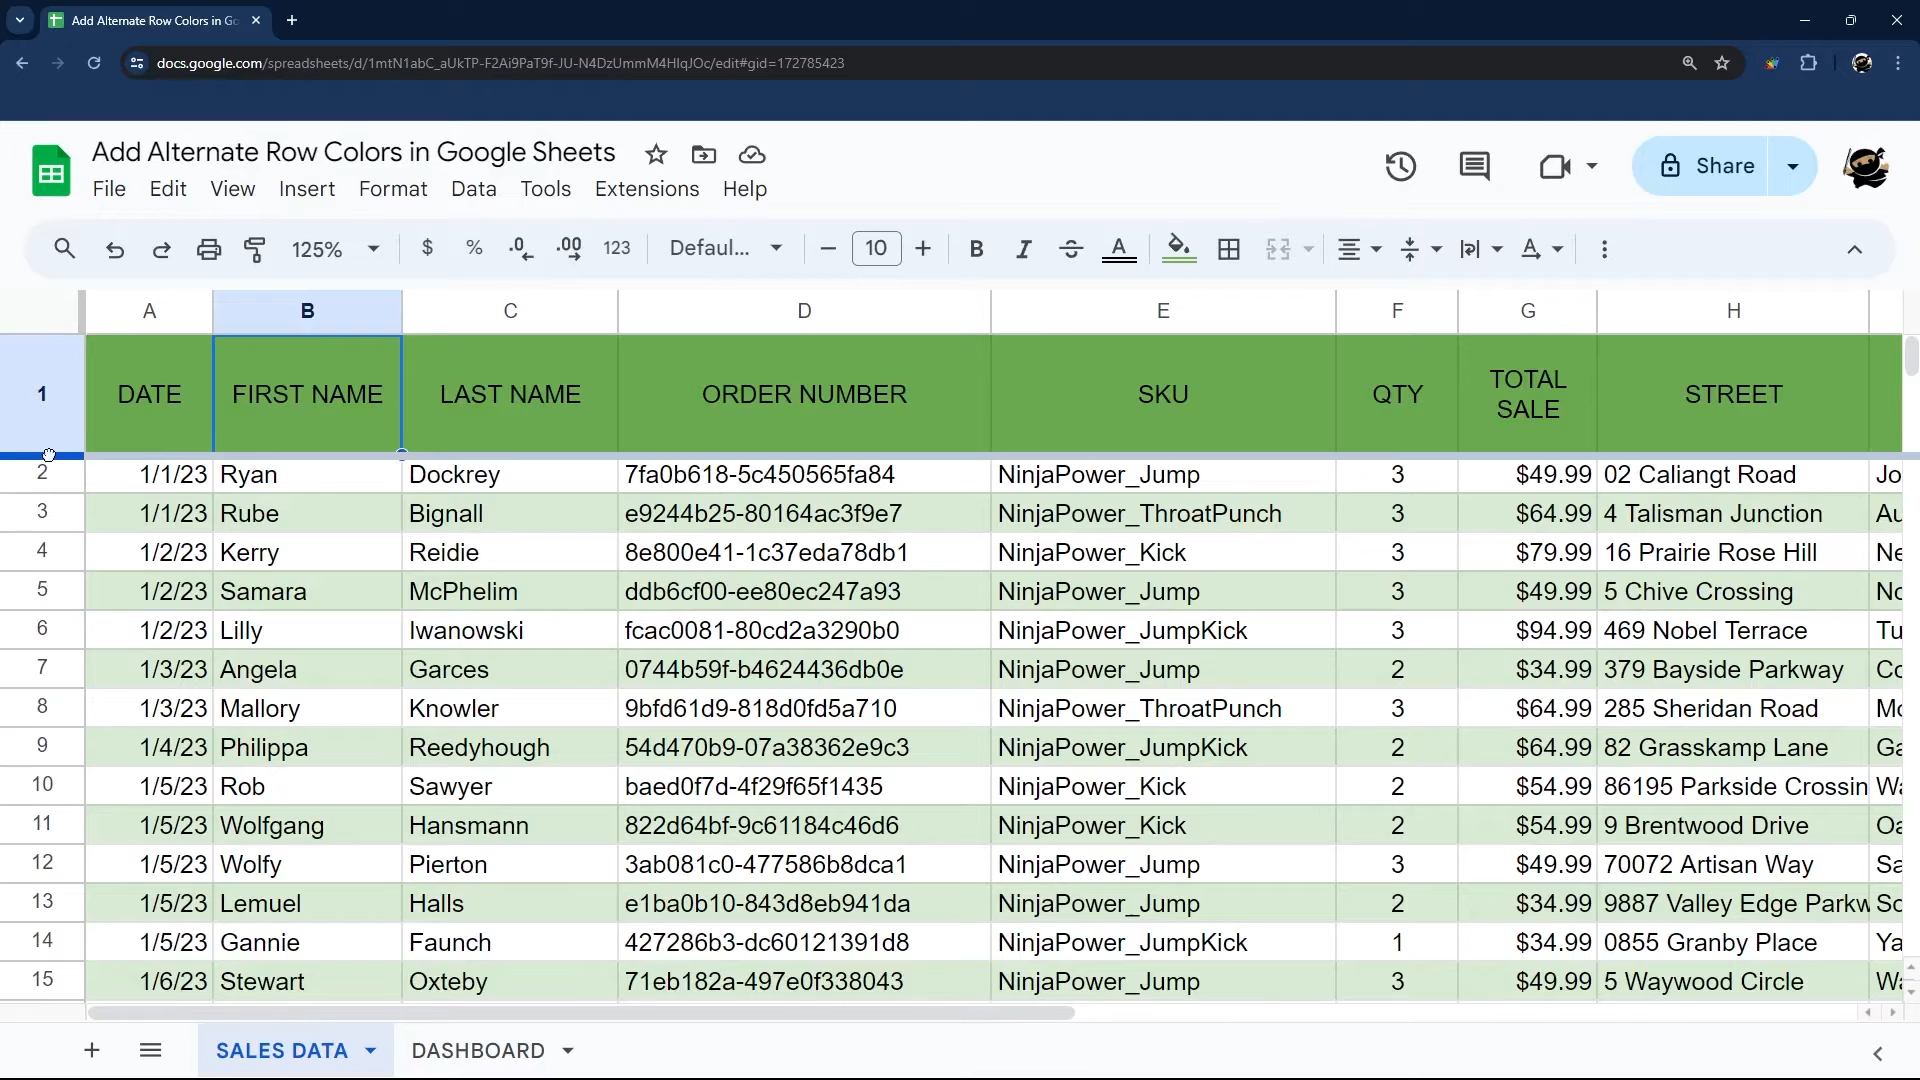 Add Alternate Row Colors in Go
docs.google.com/spreadsheets/d/1mtN1abC_aUkTP-F2Ai9PaT9f-JU-N4DzUmmM4HlqJOc/edit#gid=172785423
Add Alternate Row Colors in Google Sheets
File Edit View Insert Format Data Tools Extensions Help
Share
125% $ % .0 .00 123 Defaul... 10 B I A A
A B C D E F G H
1 DATE FIRST NAME LAST NAME ORDER NUMBER SKU QTY TOTAL SALE STREET
2 1/1/23 Ryan Dockrey 7fa0b618-5c450565fa84 NinjaPower_Jump 3 $49.99 02 Caliangt Road Jo
3 1/1/23 Rube Bignall e9244b25-80164ac3f9e7 NinjaPower_ThroatPunch 3 $64.99 4 Talisman Junction Au
4 1/2/23 Kerry Reidie 8e800e41-1c37eda78db1 NinjaPower_Kick 3 $79.99 16 Prairie Rose Hill Ne
5 1/2/23 Samara McPhelim ddb6cf00-ee80ec247a93 NinjaPower_Jump 3 $49.99 5 Chive Crossing No
6 1/2/23 Lilly Iwanowski fcac0081-80cd2a3290b0 NinjaPower_JumpKick 3 $94.99 469 Nobel Terrace Tu
7 1/3/23 Angela Garces 0744b59f-b4624436db0e NinjaPower_Jump 2 $34.99 379 Bayside Parkway Co
8 1/3/23 Mallory Knowler 9bfd61d9-818d0fd5a710 NinjaPower_ThroatPunch 3 $64.99 285 Sheridan Road Mo
9 1/4/23 Philippa Reedyhough 54d470b9-07a38362e9c3 NinjaPower_JumpKick 2 $64.99 82 Grasskamp Lane Ga
10 1/5/23 Rob Sawyer baed0f7d-4f29f65f1435 NinjaPower_Kick 2 $54.99 86195 Parkside Crossin Wa
11 1/5/23 Wolfgang Hansmann 822d64bf-9c61184c46d6 NinjaPower_Kick 2 $54.99 9 Brentwood Drive Oa
12 1/5/23 Wolfy Pierton 3ab081c0-477586b8dca1 NinjaPower_Jump 3 $49.99 70072 Artisan Way Sa
13 1/5/23 Lemuel Halls e1ba0b10-843d8eb941da NinjaPower_Jump 2 $34.99 9887 Valley Edge Parkw So
14 1/5/23 Gannie Faunch 427286b3-dc60121391d8 NinjaPower_JumpKick 1 $34.99 0855 Granby Place Ya
15 1/6/23 Stewart Oxteby 71eb182a-497e0f338043 NinjaPower_Jump 3 $49.99 5 Waywood Circle Wa
SALES DATA DASHBOARD